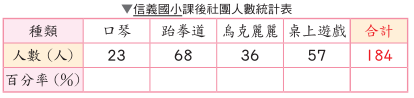 ▼信義國小課後社團人數統計表
種類 口琴 跆拳道 烏克麗麗 桌上遊戲 合計
人數(人) 23 68 36 57 184
百分率(%)